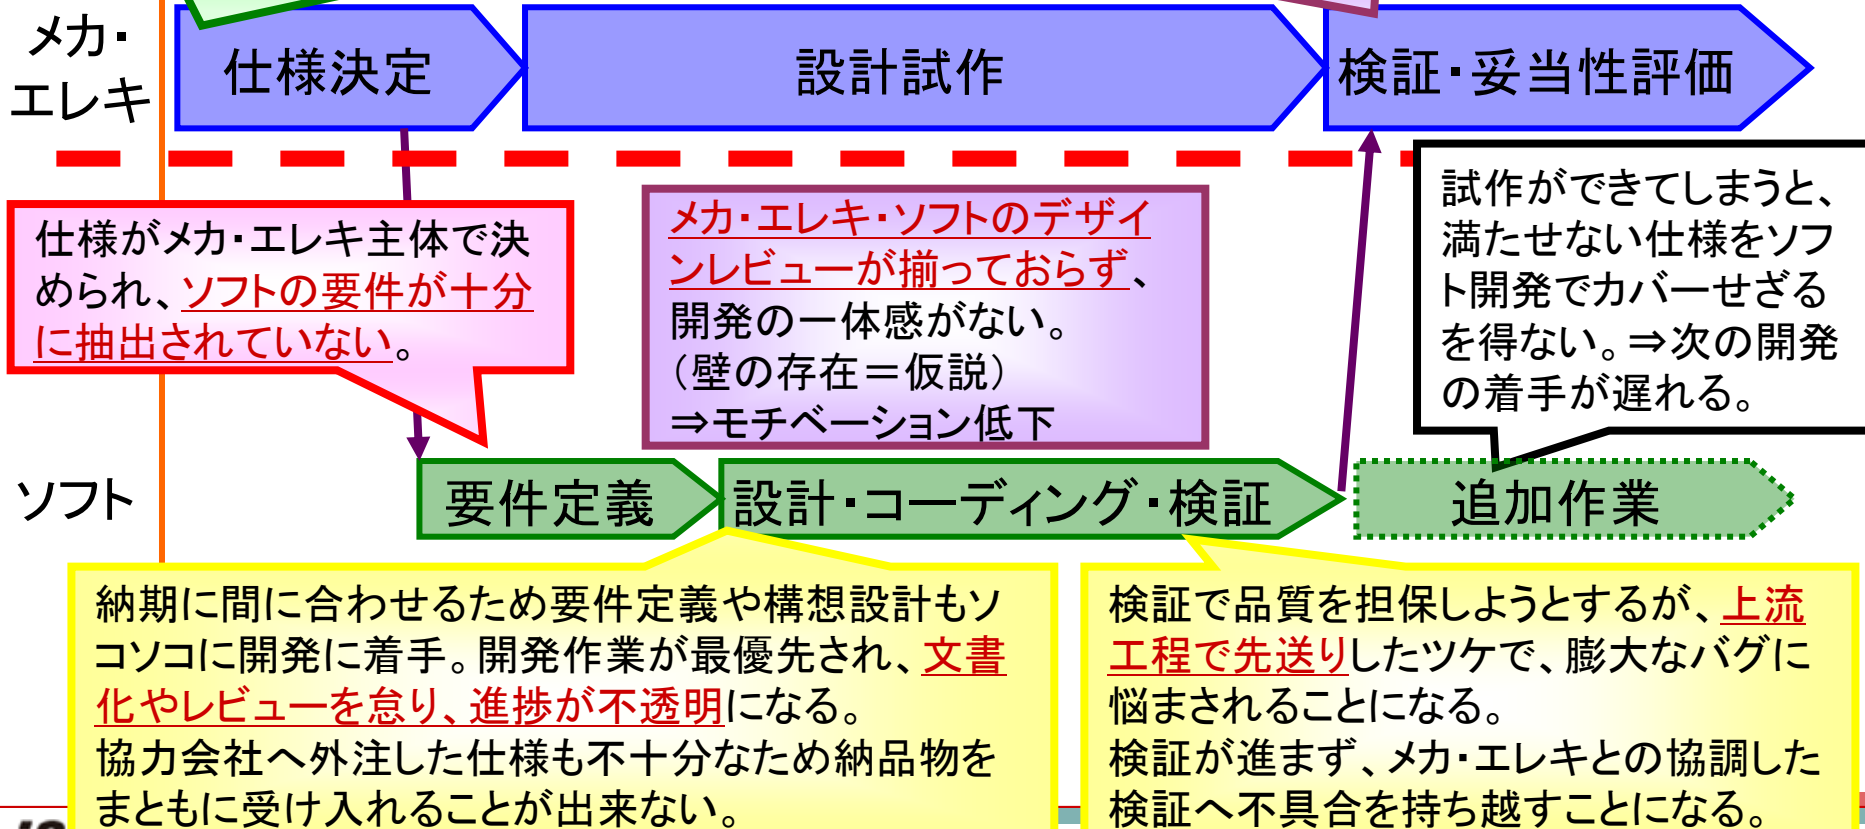 メカ・
エレキ
仕様決定
設計試作
検証・妥当性評価
仕様がメカ・エレキ主体で決
められ、ソフトの要件が十分
に抽出されていない。
メカ・エレキ・ソフトのデザイ
ンレビューが揃っておらず、
開発の一体感がない。
（壁の存在＝仮説）
⇒モチベーション低下
試作ができてしまうと、
満たせない仕様をソフ
ト開発でカバーせざる
を得ない。⇒次の開発
の着手が遅れる。
ソフト
要件定義
設計・コーディング・検証
追加作業
納期に間に合わせるため要件定義や構想設計もソ
コソコに開発に着手。開発作業が最優先され、文書
化やレビューを怠り、進捗が不透明になる。
協力会社へ外注した仕様も不十分なため納品物を
まともに受け入れることが出来ない。
検証で品質を担保しようとするが、上流
工程で先送りしたツケで、膨大なバグに
悩まされることになる。
検証が進まず、メカ・エレキとの協調した
検証へ不具合を持ち越すことになる。